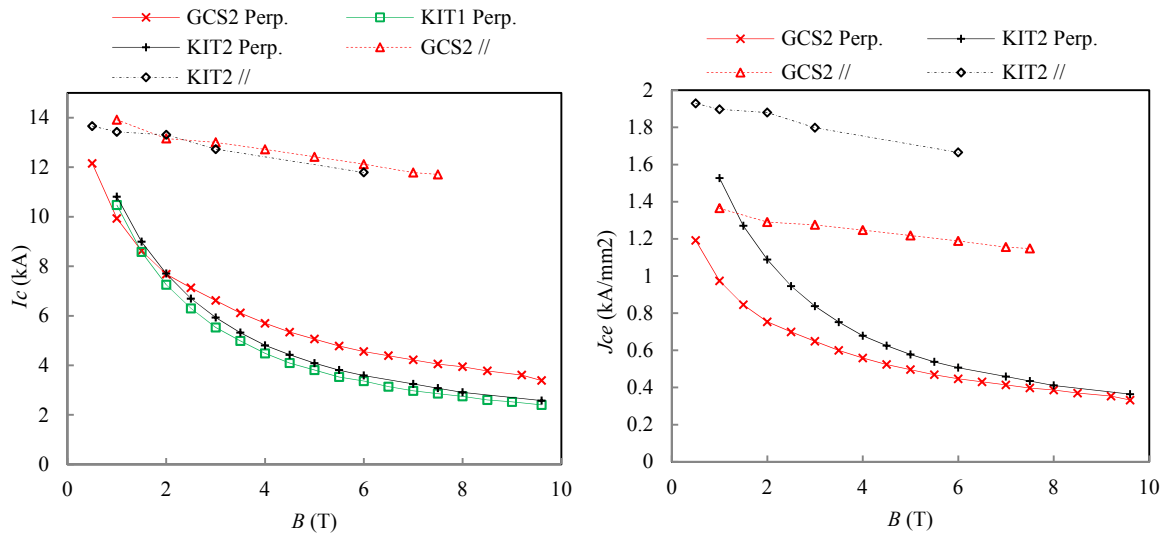 GCS2 Perp.
KIT1 Perp.
KIT2 Perp.
GCS2 //
KIT2 //
14
12
10
8
6
4
2
0
Ic (kA)
0 2 4 6 8 10
B (T)
GCS2 Perp.
KIT2 Perp.
GCS2 //
KIT2 //
2
1.8
1.6
1.4
1.2
1
0.8
0.6
0.4
0.2
0
Jce (kA/mm2)
0 2 4 6 8 10
B (T)